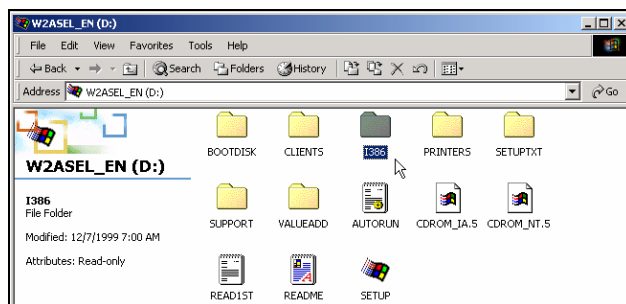 W2ASEL_EN (D:)
File Edit View Favorites Tools Help
Back Search Folders History
Address W2ASEL_EN (D:) Go
W2ASEL_EN (D:)
I386
File Folder
Modified: 12/7/1999 7:00 AM
Attributes: Read-only
BOOTDISK CLIENTS I386 PRINTERS SETUPTXT
SUPPORT VALUEADD AUTORUN CDROM_IA.5 CDROM_NT.5
READ1ST README SETUP